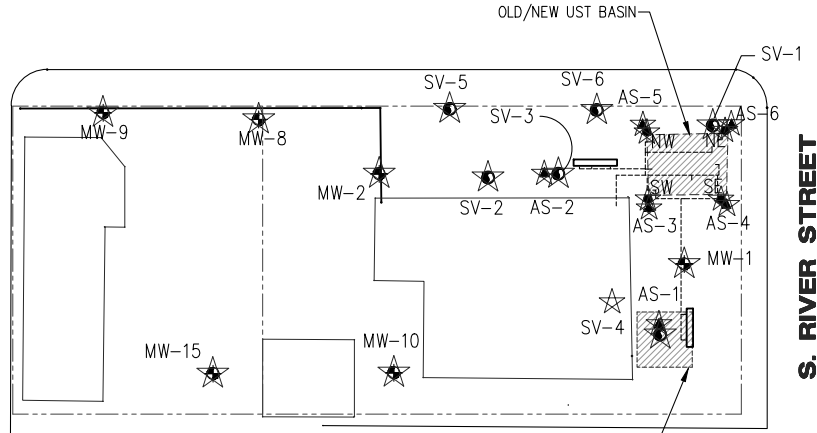 OLD/NEW UST BASIN
SV-1
SV-5
SV-6
AS-5
AS-6
SV-3
MW-9
MW-8
NW
NE
MW-2
SV-2
AS-2
SW
SE
AS-3
AS-4
MW-1
AS-1
SV-4
MW-15
MW-10
S. RIVER STREET